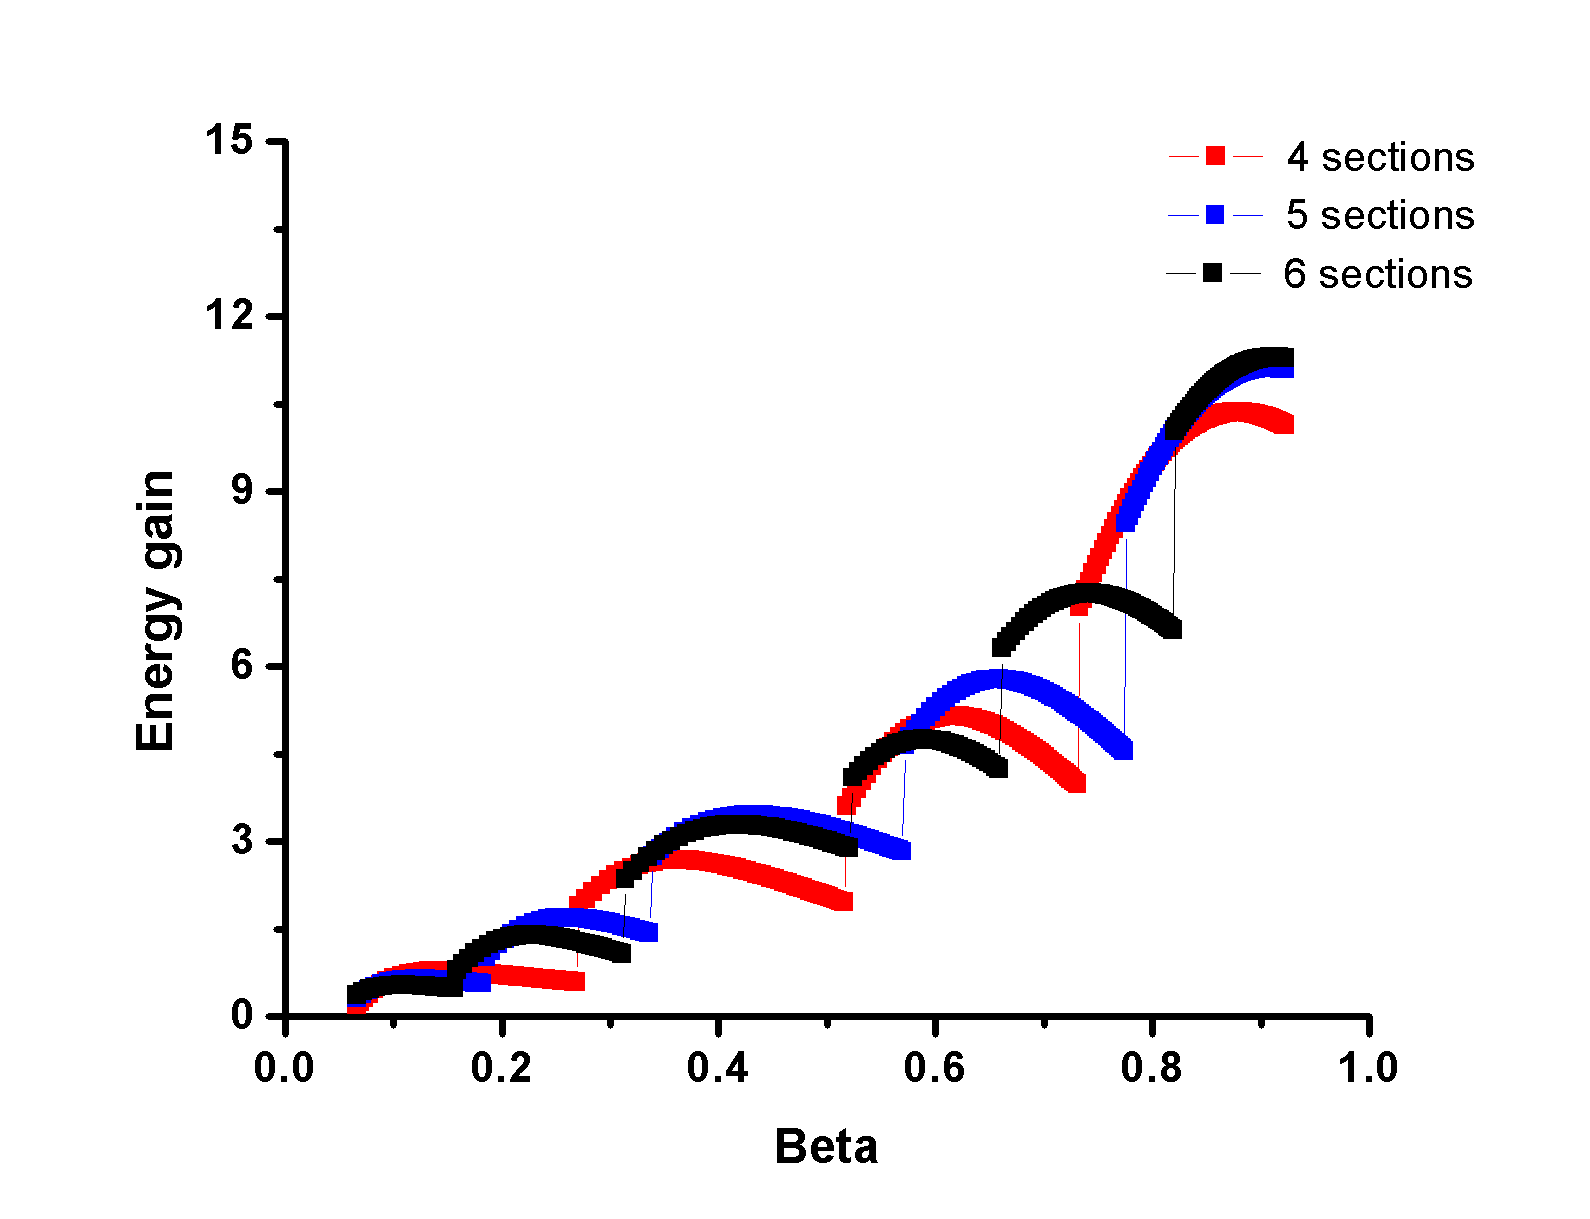 15
12
9
6
3
0
Energy gain
4 sections
5 sections
6 sections
0.0 0.2 0.4 0.6 0.8 1.0
Beta